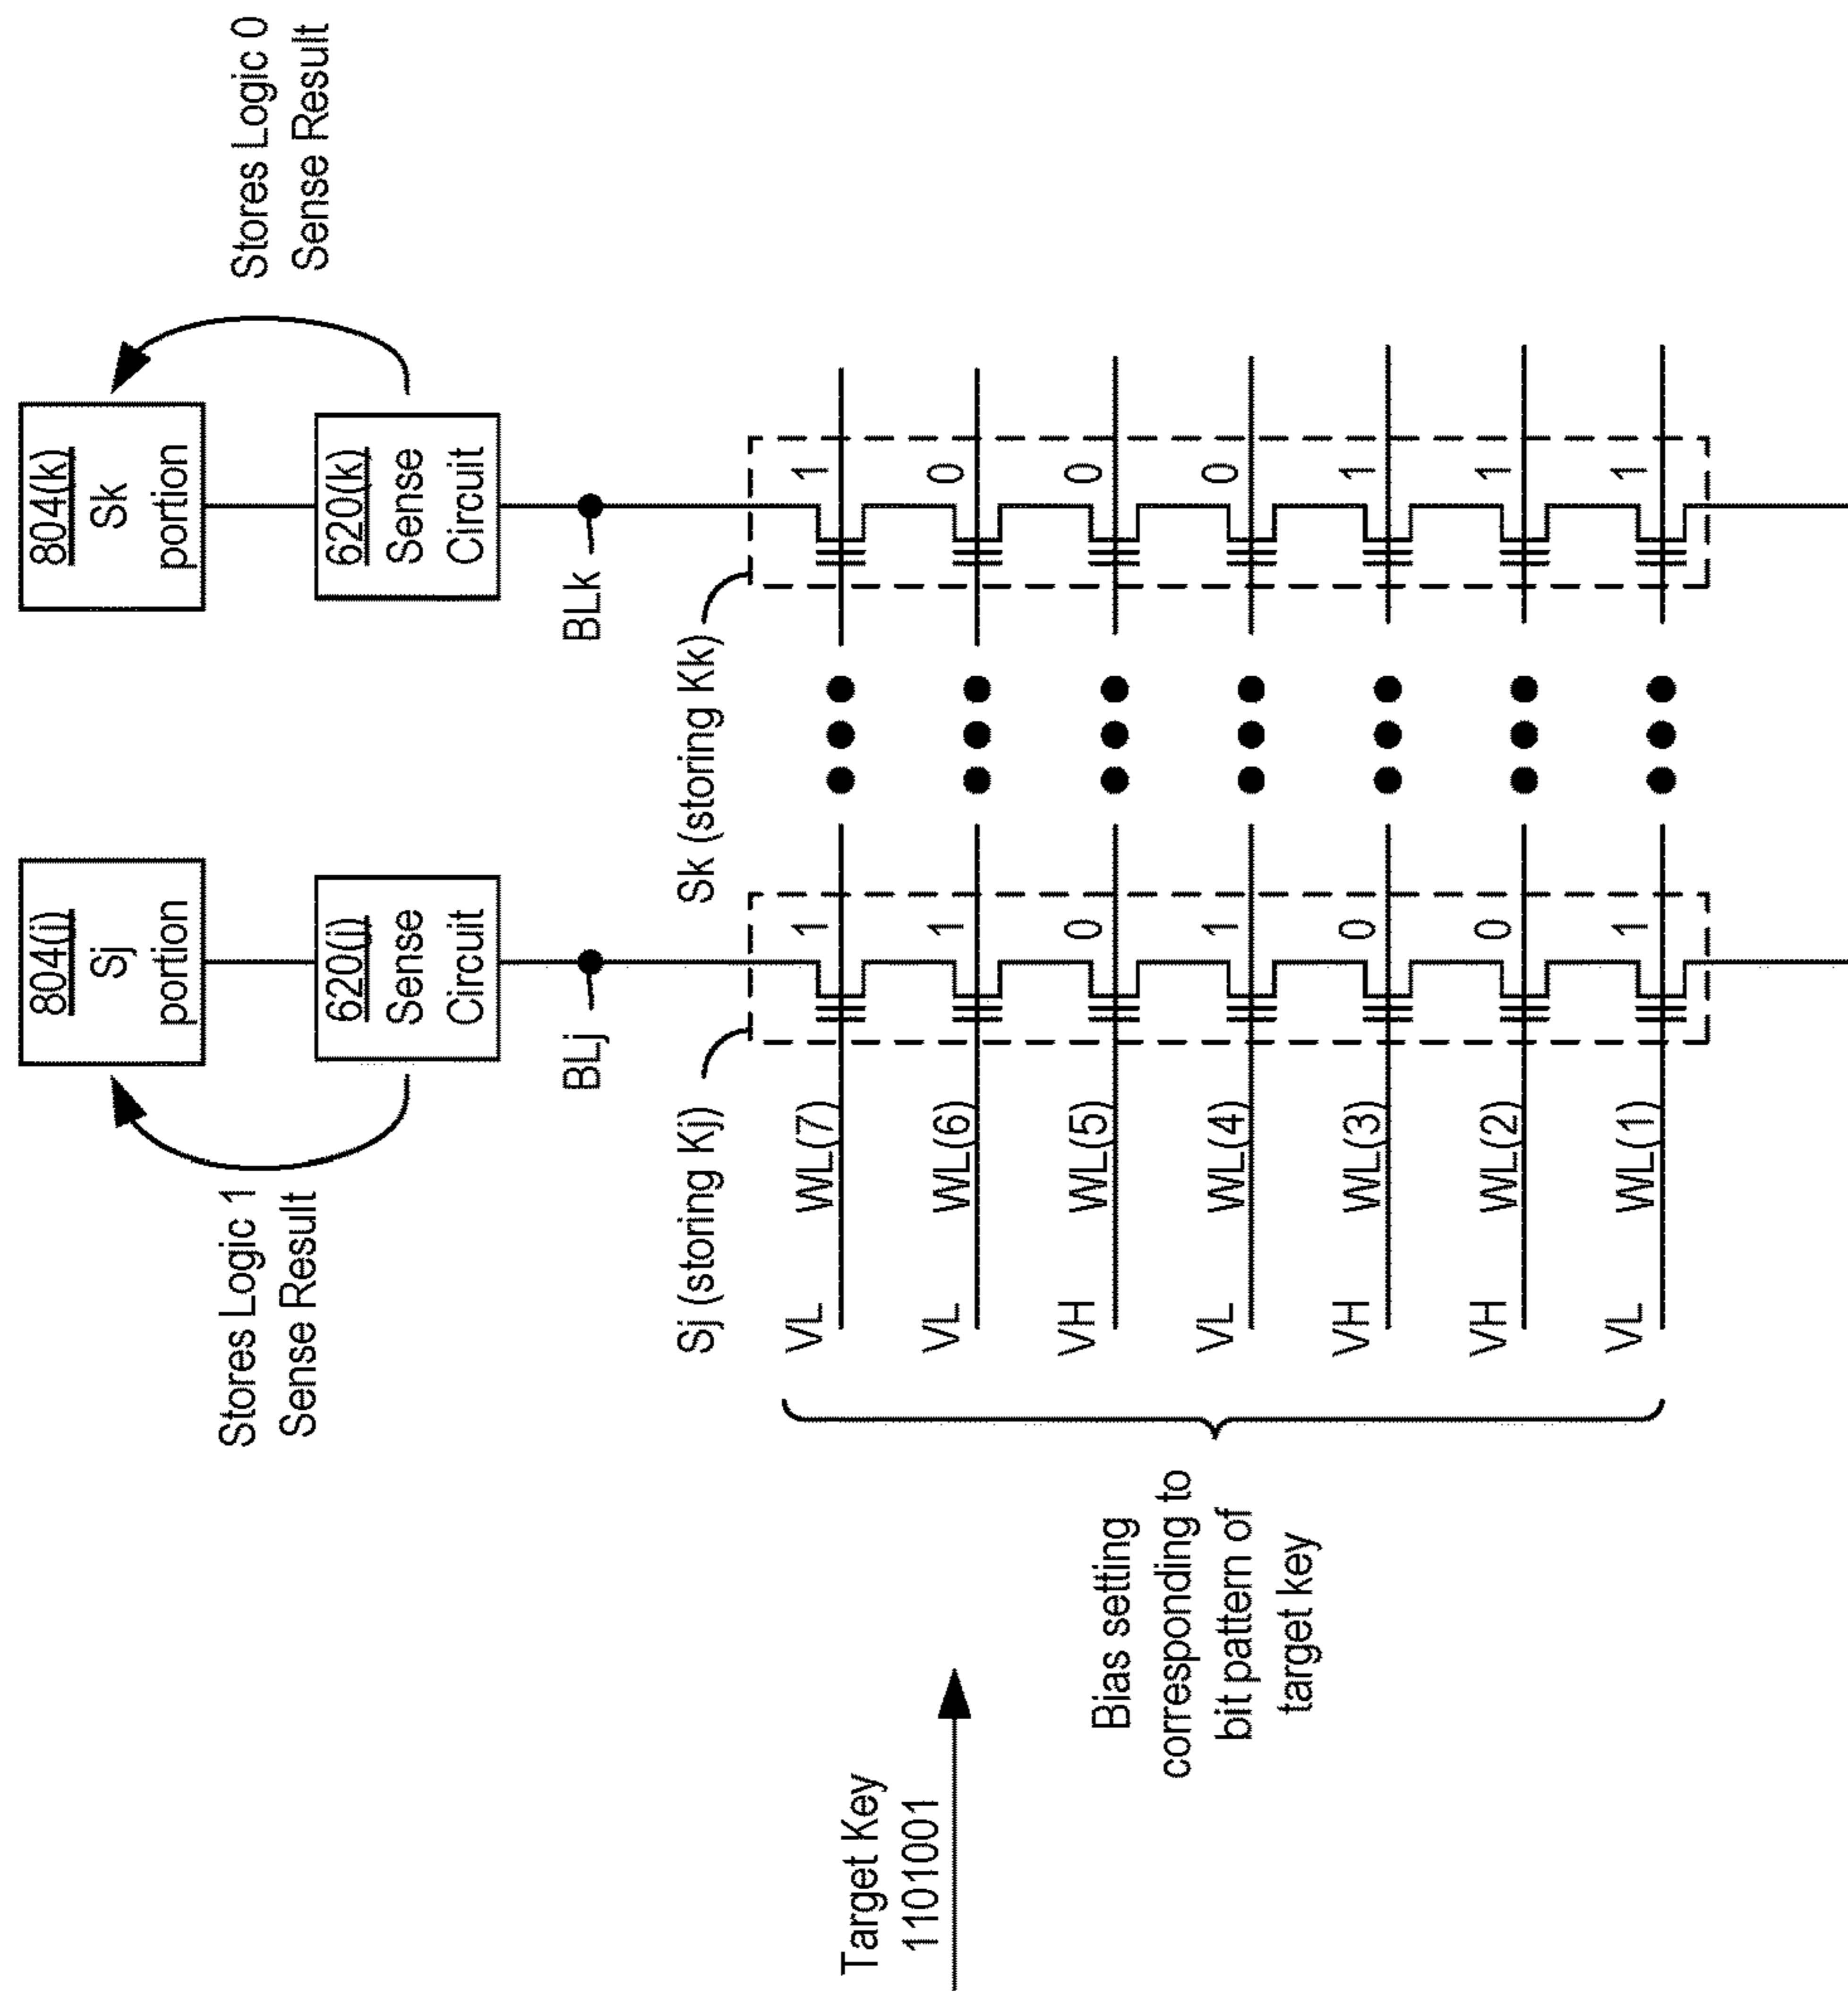 804(j)
Sj
portion
804(k)
Sk
portion
Stores Logic 1
Sense Result
620(j)
Sense
Circuit
620(k)
Sense
Circuit
Stores Logic 0
Sense Result
BLj
BLk
Sj (storing Kj)
Sk (storing Kk)
VL WL(7) 1 1
VL WL(6) 1 0
VH WL(5) 0 0
VL WL(4) 1 0
VH WL(3) 0 1
VH WL(2) 0 1
VL WL(1) 1 1
Target Key
1101001
Bias setting
corresponding to
bit pattern of
target key